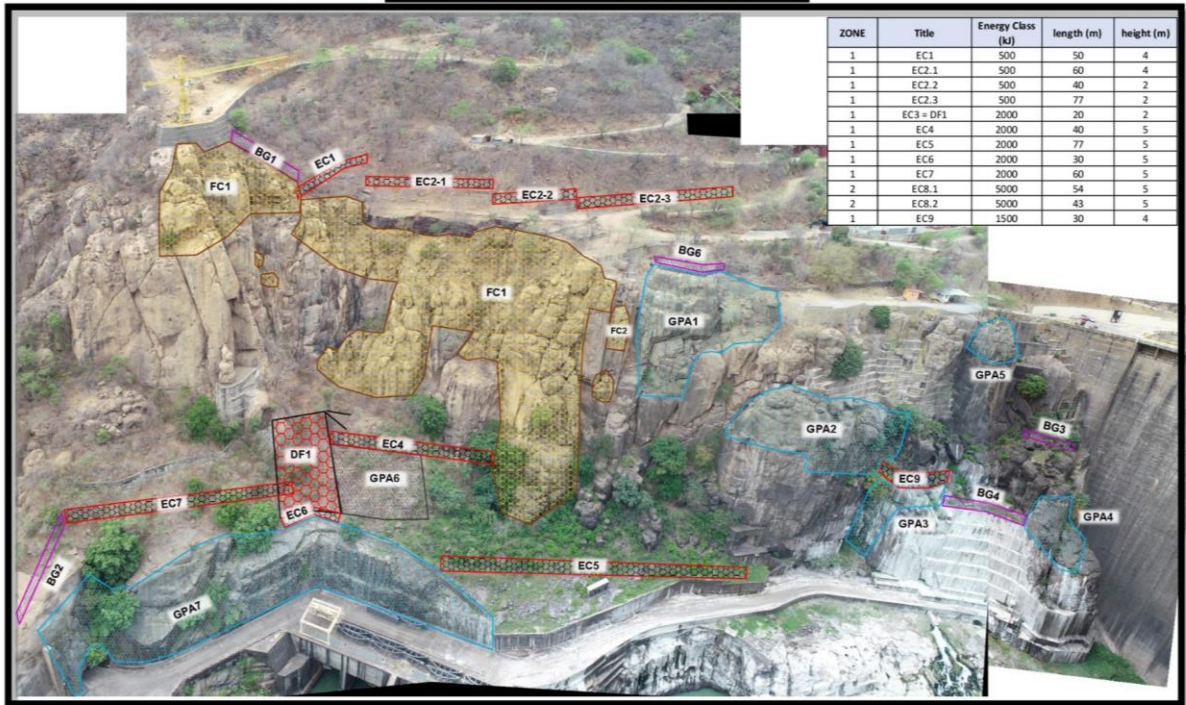 ZONE Title Energy Class (kJ) length (m) height (m)
1 EC1 500 50 4
1 EC2.1 500 60 4
1 EC2.2 500 40 2
1 EC2.3 500 77 2
1 EC3 = DF1 2000 20 2
1 EC4 2000 40 5
1 EC5 2000 77 5
1 EC6 2000 30 5
1 EC7 2000 60 5
2 EC8.1 5000 54 5
2 EC8.2 5000 43 5
1 EC9 1500 30 4
BG1
EC1
FC1
EC2-1
EC2-2
EC2-3
BG6
FC1
GPA1
FC2
GPA5
GPA2
BG3
EC4
DF1
GPA6
EC9
BG4
EC7
EC6
GPA3
GPA4
EC5
BG2
GPA7